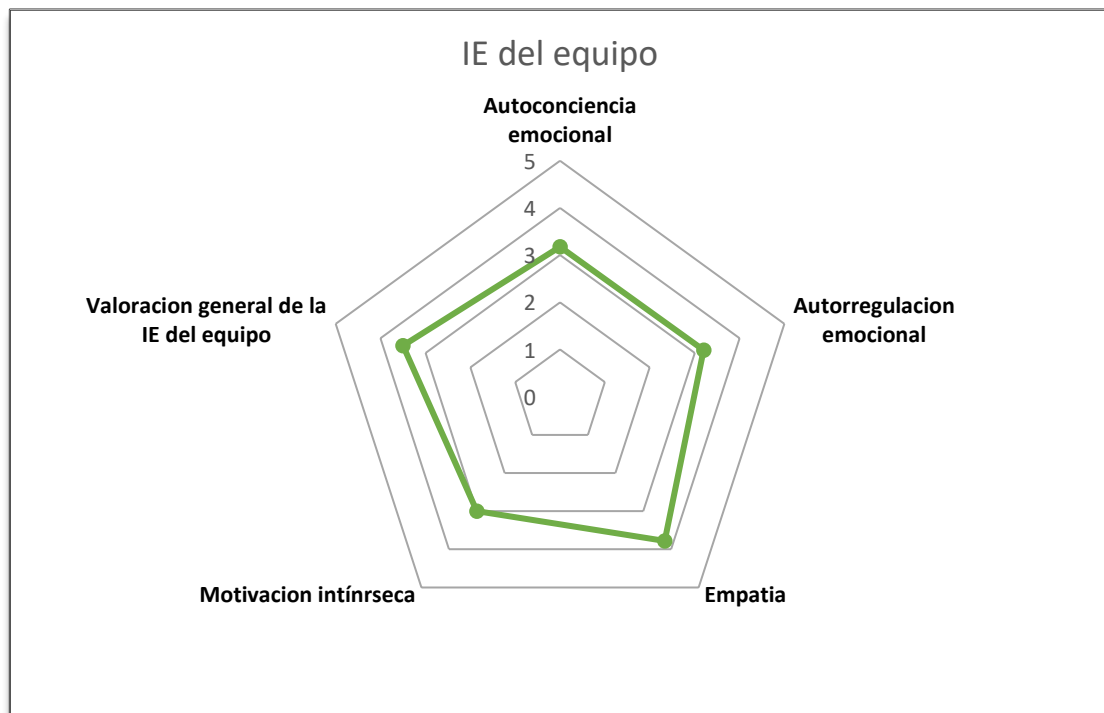 IE del equipo
Autoconciencia
emocional
5
4
3
2
1
0
Autorregulacion
emocional
Empatia
Motivacion intínrseca
Valoracion general de la
IE del equipo